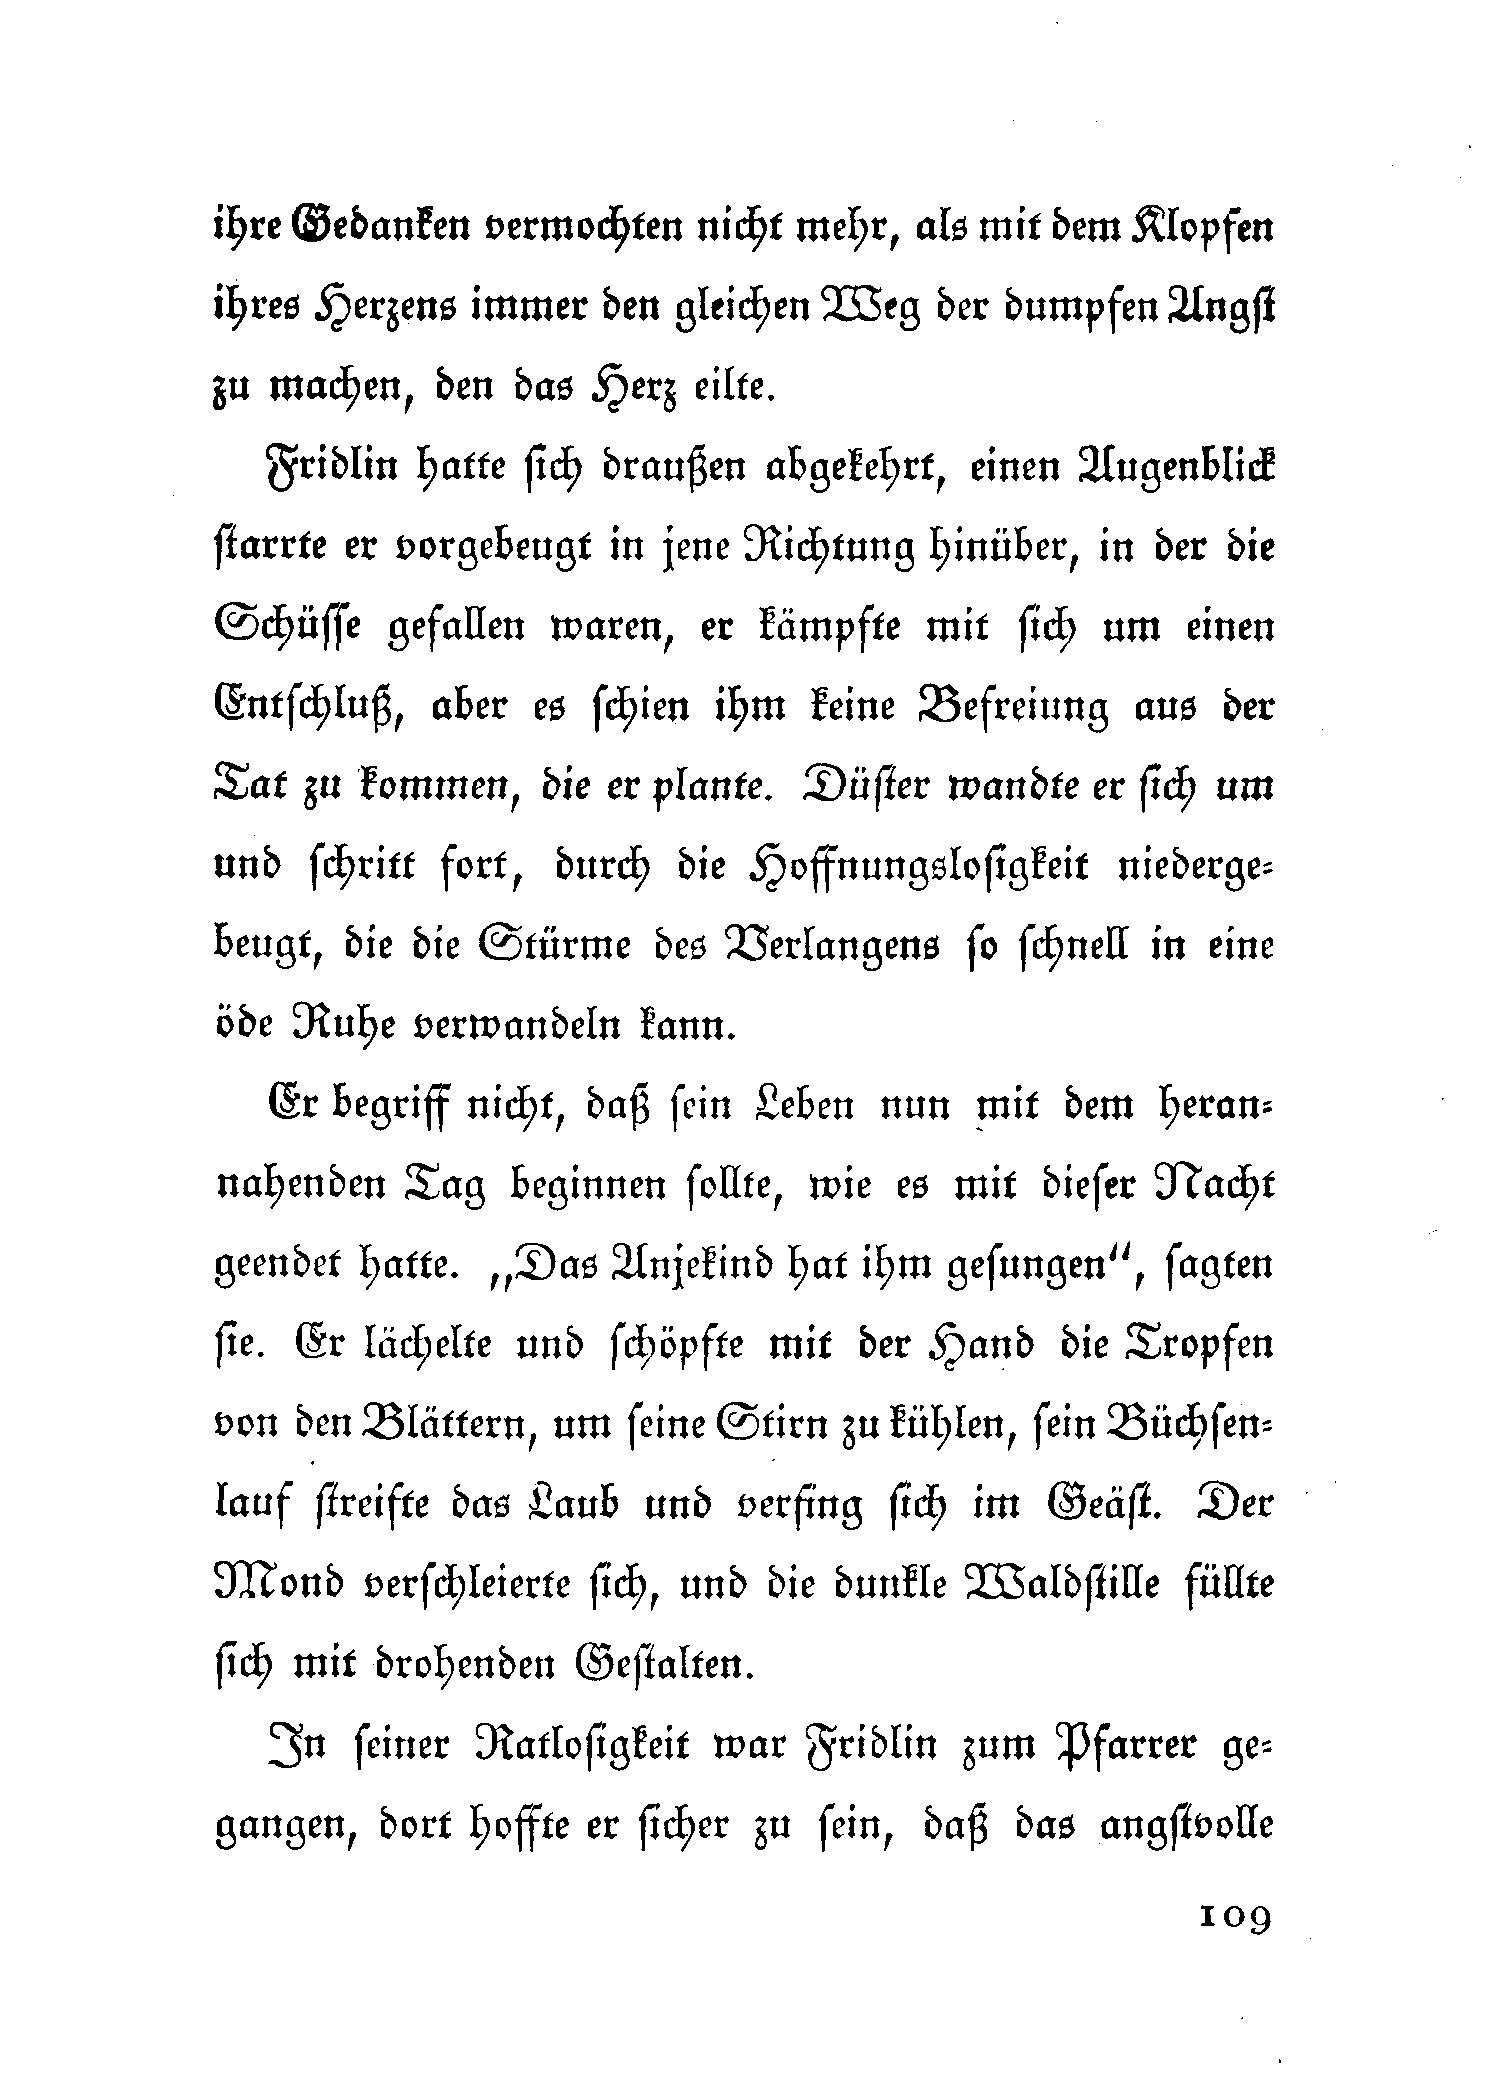 ihre Gedanken vermochten nicht mehr, als mit dem Klopfen
ihres Herzens immer den gleichen Weg der dumpfen Angſt
zu machen, den das Herz eilte.
Fridlin hatte ſich draußen abgekehrt, einen Augenblick
ſtarrte er vorgebeugt in jene Richtung hinüber, in der die
Schüſſe gefallen waren, er kämpfte mit ſich um einen
Entſchluß, aber es ſchien ihm keine Befreiung aus der
Tat zu kommen, die er plante. Düſter wandte er ſich um
und ſchritt fort, durch die Hoffnungsloſigkeit niederge⸗
beugt, die die Stürme des Verlangens ſo ſchnell in eine
öde Ruhe verwandeln kann.
Er begriff nicht, daß ſein Leben nun mit dem heran⸗
nahenden Tag beginnen ſollte, wie es mit dieſer Nacht
geendet hatte. „Das Anjekind hat ihm geſungen“, ſagten
ſie. Er lächelte und ſchöpfte mit der Hand die Tropfen
von den Blättern, um ſeine Stirn zu kühlen, ſein Büchſen⸗
lauf ſtreifte das Laub und verfing ſich im Geäſt. Der
Mond verſchleierte ſich, und die dunkle Waldſtille füllte
ſich mit drohenden Geſtalten.
In ſeiner Ratloſigkeit war Fridlin zum Pfarrer ge⸗
gangen, dort hoffte er ſicher zu ſein, daß das angſtvolle
109